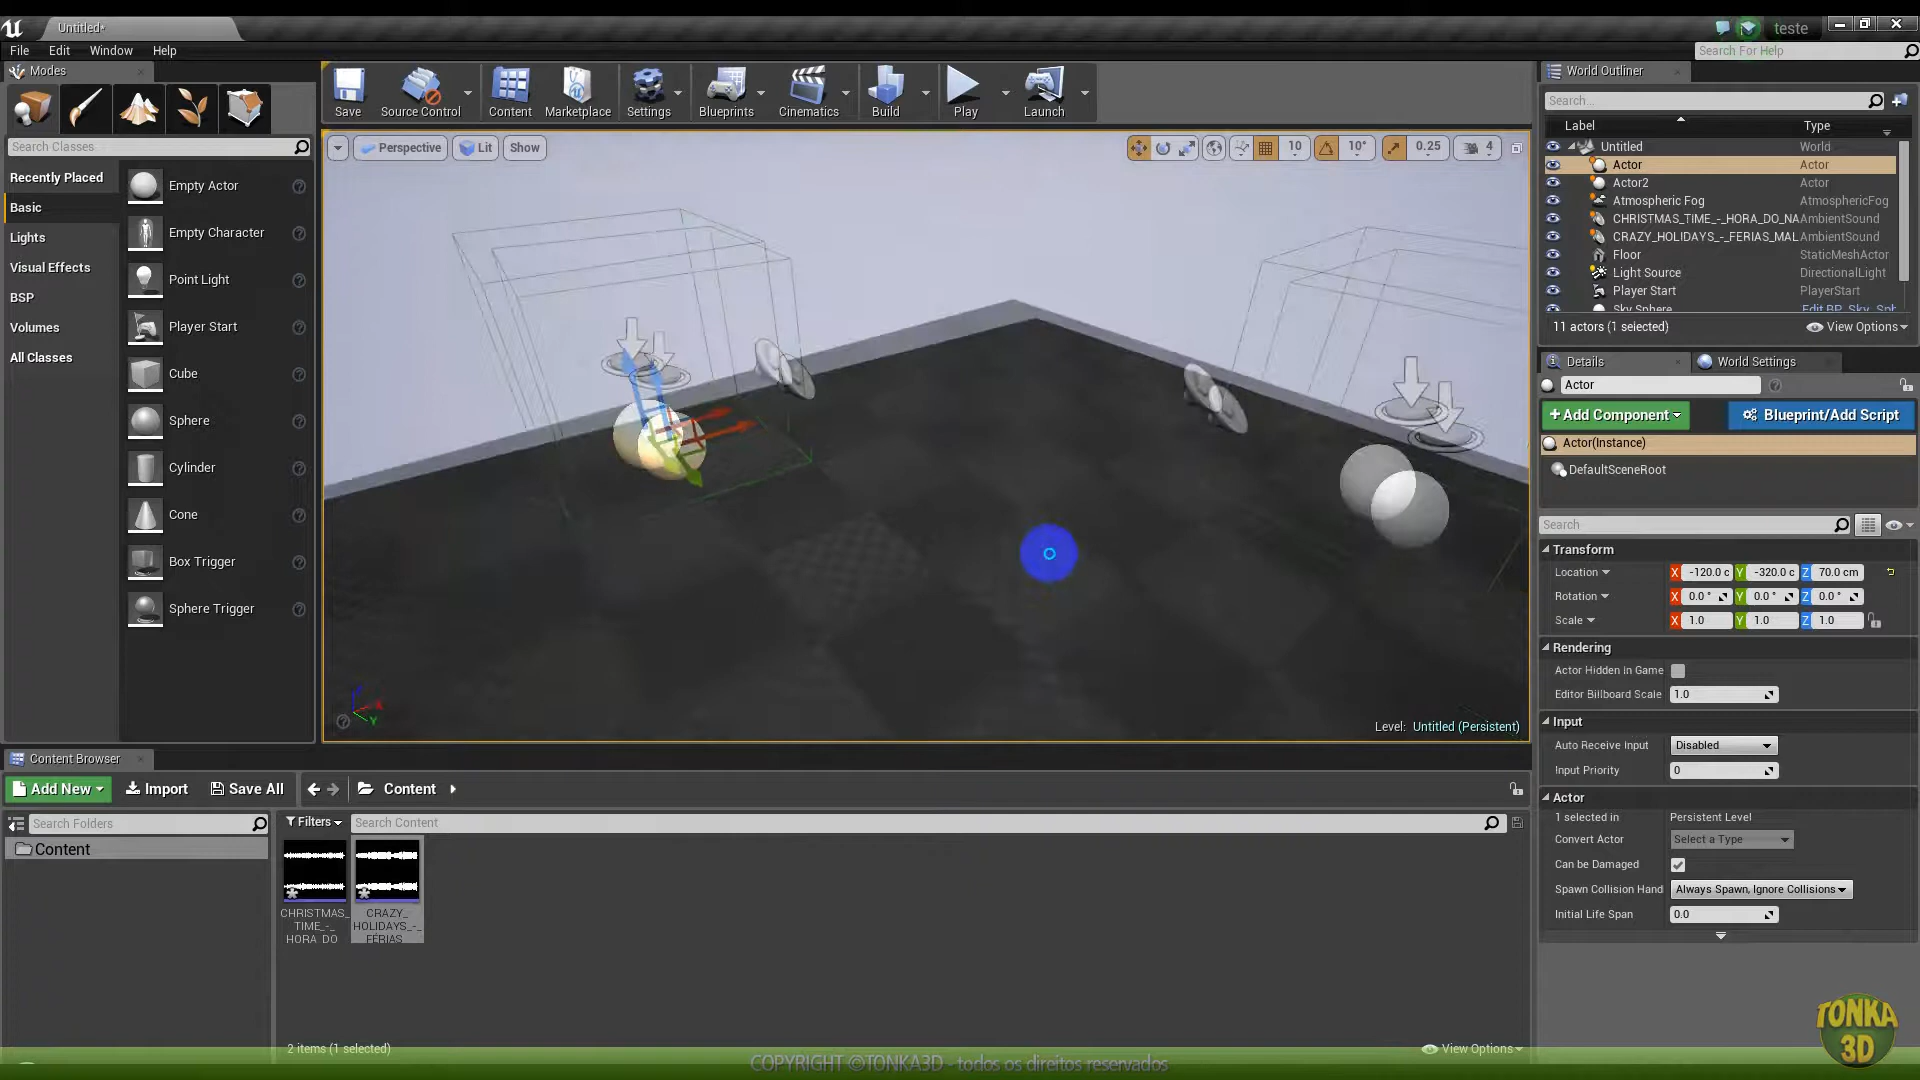 Untitled*
teste
File Edit Window Help
Search For Help
Modes
Search Classes
Recently Placed
Basic
Lights
Visual Effects
BSP
Volumes
All Classes
Empty Actor
Empty Character
Point Light
Player Start
Cube
Sphere
Cylinder
Cone
Box Trigger
Sphere Trigger
Save Source Control Content Marketplace Settings Blueprints Cinematics Build Play Launch
Perspective Lit Show
10 10° 0.25 4
Level: Untitled (Persistent)
World Outliner
Search...
Label Type
Untitled World
Actor Actor
Actor2 Actor
Atmospheric Fog AtmosphericFog
CHRISTMAS_TIME_-_HORA_DO_NA AmbientSound
CRAZY_HOLIDAYS_-_FERIAS_MAL AmbientSound
Floor StaticMeshActor
Light Source DirectionalLight
Player Start PlayerStart
Sky Sphere Edit BP_Sky_Sph
11 actors (1 selected) View Options
Details World Settings
Actor
+Add Component Blueprint/Add Script
Actor(Instance)
DefaultSceneRoot
Search
Transform
Location X -120.0 c Y -320.0 c Z 70.0 cm
Rotation X 0.0 ° Y 0.0 ° Z 0.0 °
Scale X 1.0 Y 1.0 Z 1.0
Rendering
Actor Hidden In Game
Editor Billboard Scale 1.0
Input
Auto Receive Input Disabled
Input Priority 0
Actor
1 selected in Persistent Level
Convert Actor Select a Type
Can be Damaged
Spawn Collision Hand Always Spawn, Ignore Collisions
Initial Life Span 0.0
Content Browser
Add New Import Save All Content
Search Folders
Content
Filters Search Content
CHRISTMAS_
TIME_-_
HORA_DO
CRAZY_
HOLIDAYS_-_
FÉRIAS
2 items (1 selected) View Options
COPYRIGHT ©TONKA3D - todos os direitos reservados
TONKA
3D